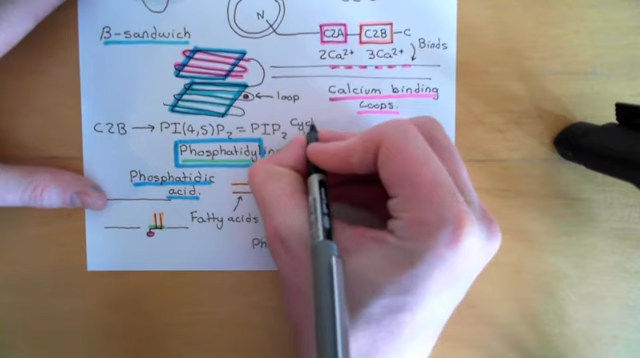 N
C2A C2B C
β-sandwich
2Ca²⁺ 3Ca²⁺ Binds
Calcium binding
Loops.
loop
C2B → PI(4,5)P₂ = PIP₂
Phosphatidyl
Phosphatidic
acid.
Fatty acids